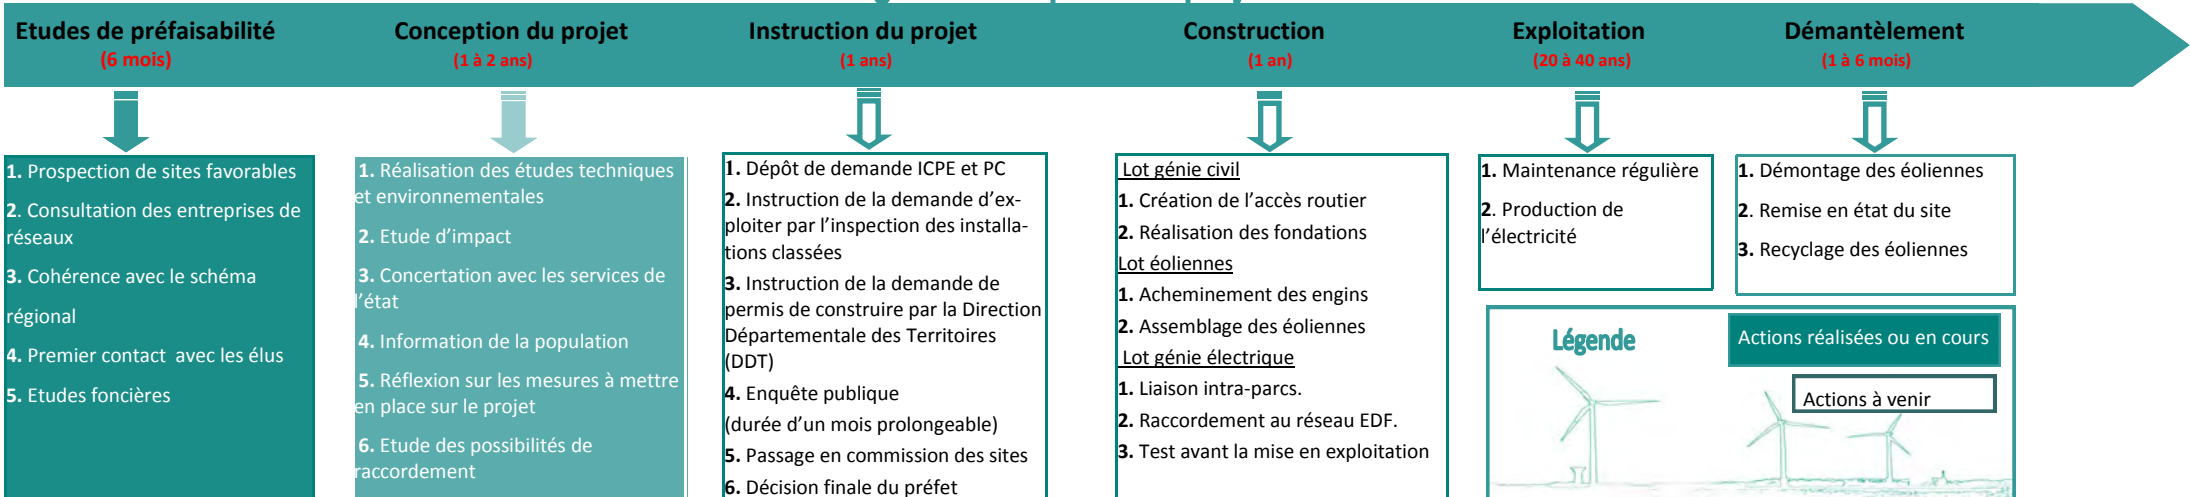 Etudes de préfaisabilité
(6 mois)
Conception du projet
(1 à 2 ans)
Instruction du projet
(1 ans)
Construction
(1 an)
Exploitation
(20 à 40 ans)
Démantèlement
(1 à 6 mois)
1. Prospection de sites favorables
2. Consultation des entreprises de
réseaux
3. Cohérence avec le schéma
régional
4. Premier contact avec les élus
5. Etudes foncières
1. Réalisation des études techniques
et environnementales
2. Etude d’impact
3. Concertation avec les services de
l’état
4. Information de la population
5. Réflexion sur les mesures à mettre
en place sur le projet
6. Etude des possibilités de
raccordement
1. Dépôt de demande ICPE et PC
2. Instruction de la demande d’ex-
ploiter par l’inspection des installa-
tions classées
3. Instruction de la demande de
permis de construire par la Direction
Départementale des Territoires
(DDT)
4. Enquête publique
(durée d’un mois prolongeable)
5. Passage en commission des sites
6. Décision finale du préfet
Lot génie civil
1. Création de l’accès routier
2. Réalisation des fondations
Lot éoliennes
1. Acheminement des engins
2. Assemblage des éoliennes
Lot génie électrique
1. Liaison intra-parcs.
2. Raccordement au réseau EDF.
3. Test avant la mise en exploitation
1. Maintenance régulière
2. Production de
l’électricité
1. Démontage des éoliennes
2. Remise en état du site
3. Recyclage des éoliennes
Légende
Actions réalisées ou en cours
Actions à venir